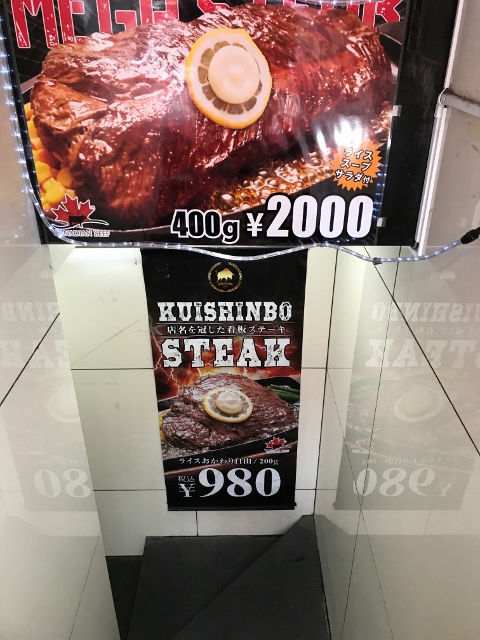 MEGA STEAK
ライス
スープ
サラダ付
CANADIAN BEEF
400g ¥2000
KUISHINBO
店名を冠した看板ステーキ
STEAK
ライスおかわり自由/200g
税込
¥980